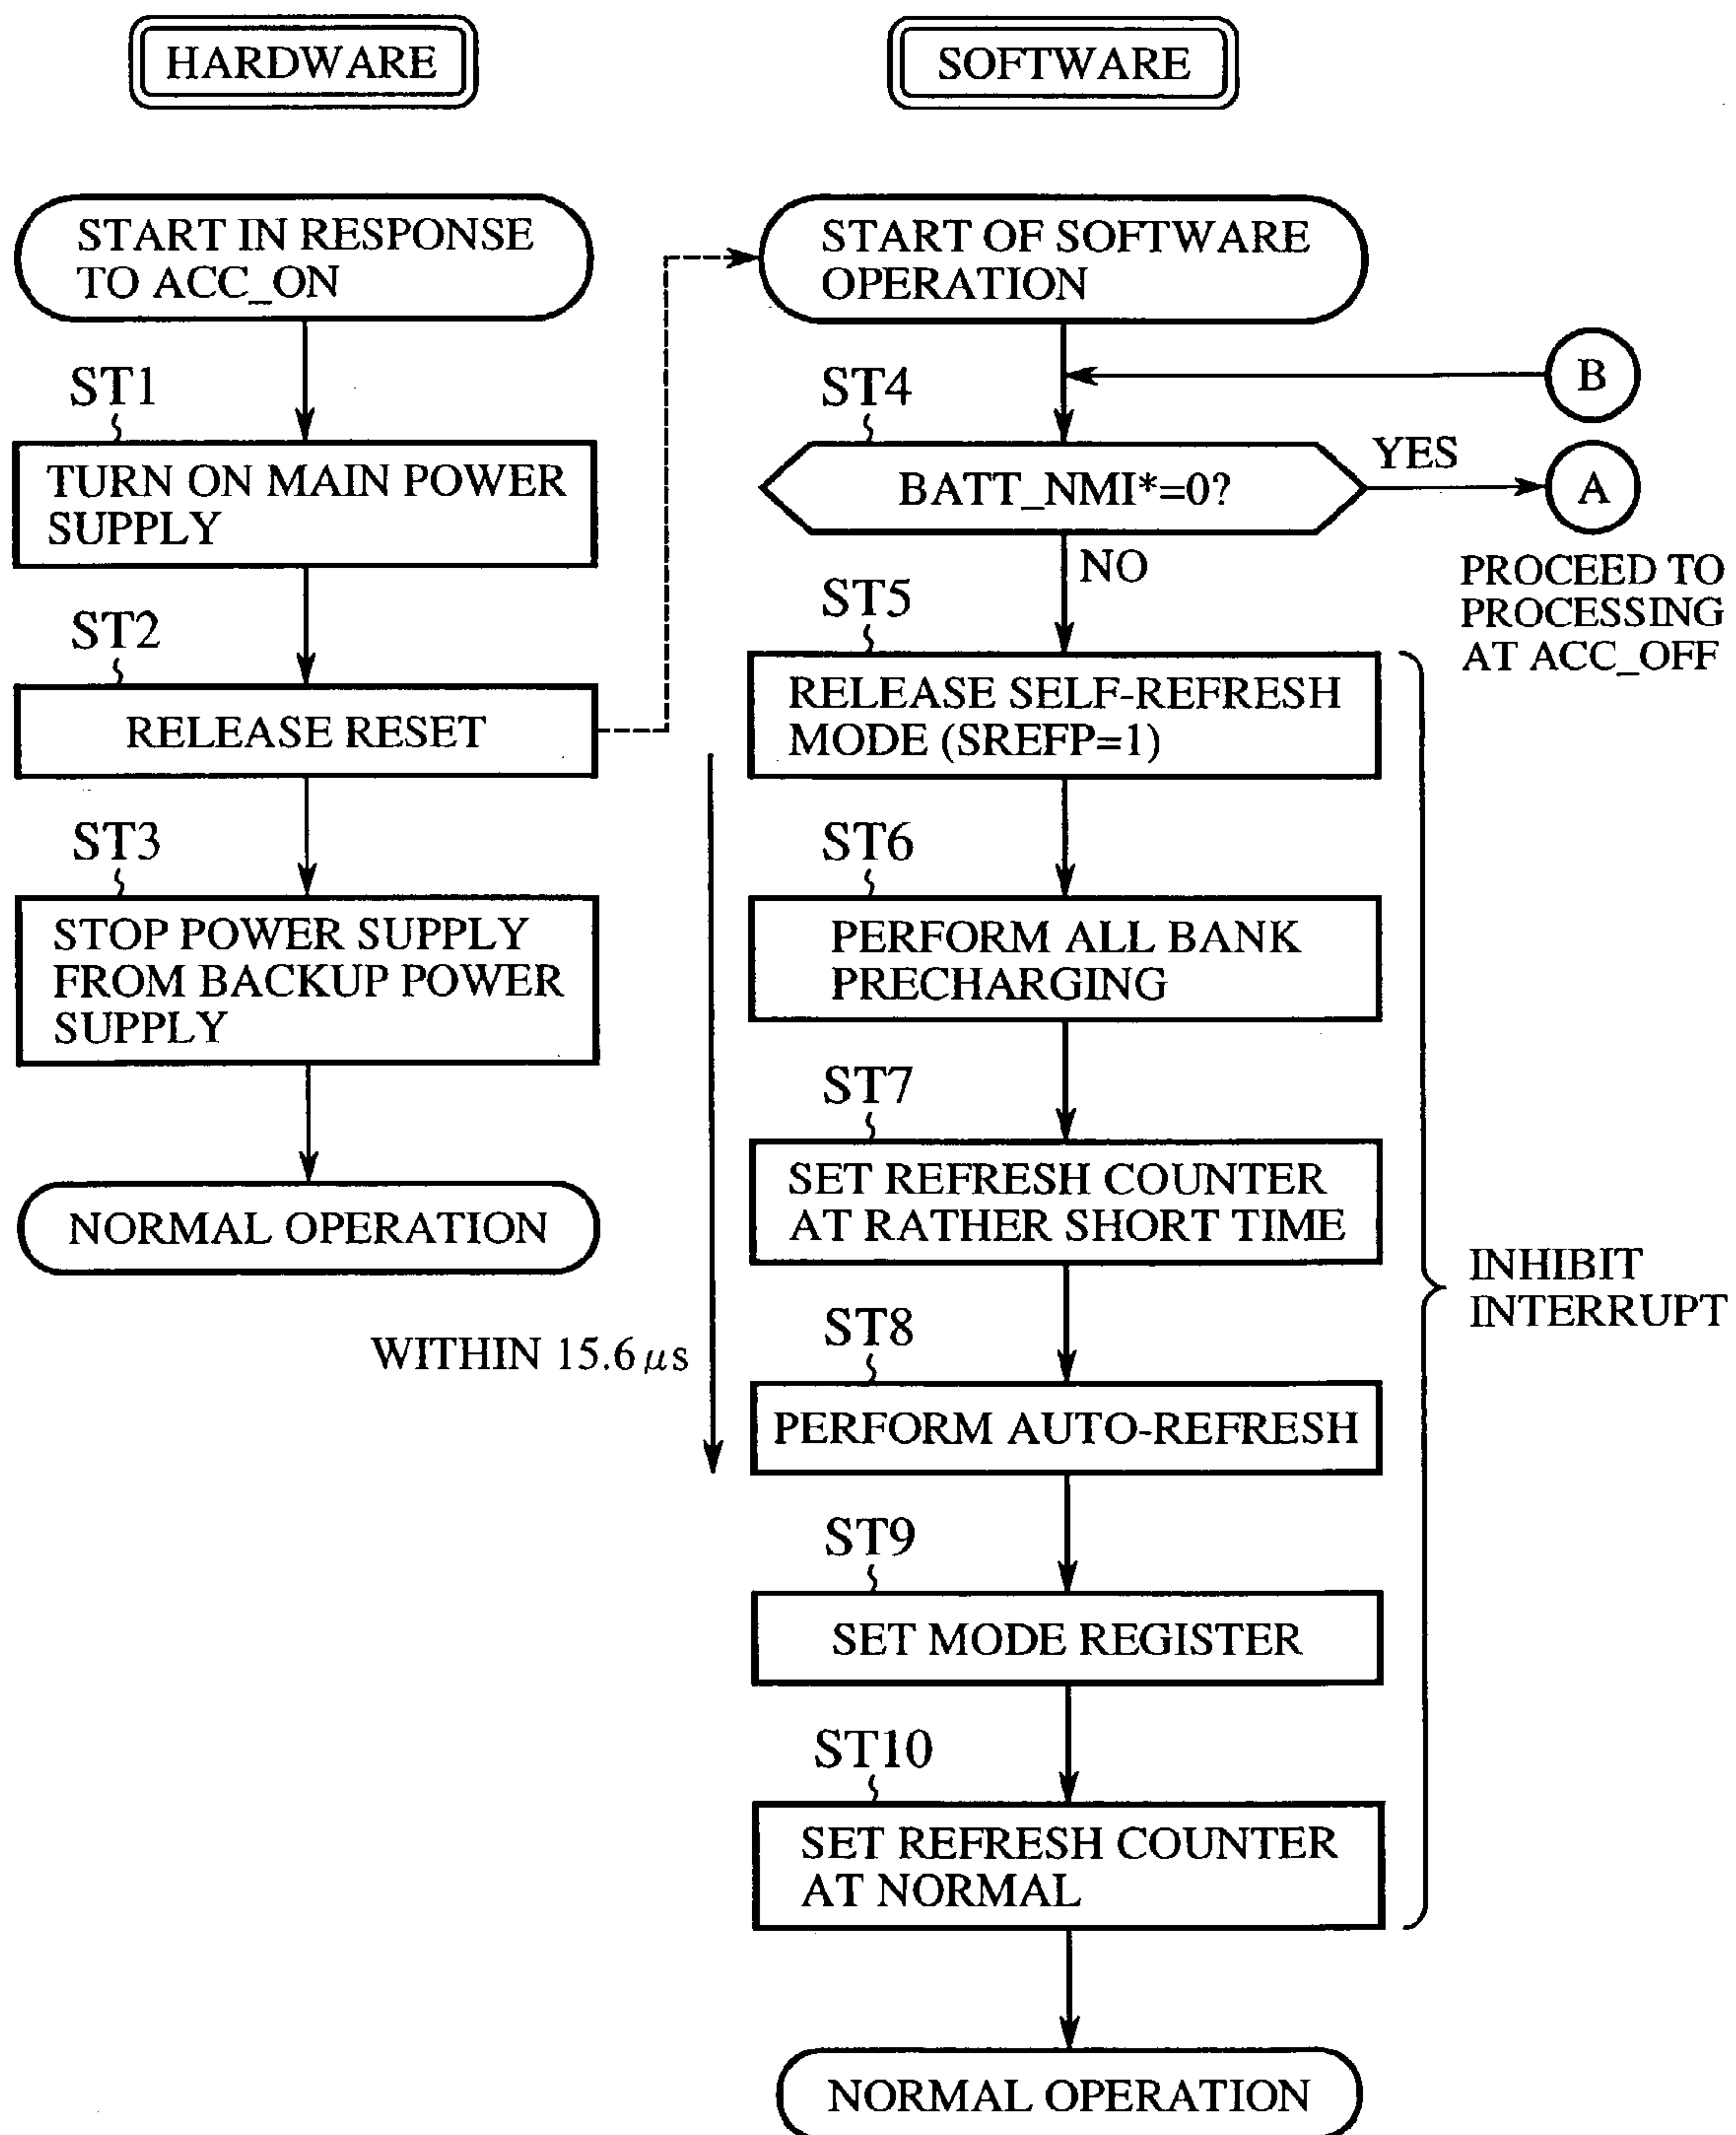 HARDWARE
START IN RESPONSE
TO ACC_ON
ST1
TURN ON MAIN POWER
SUPPLY
ST2
RELEASE RESET
ST3
STOP POWER SUPPLY
FROM BACKUP POWER
SUPPLY
NORMAL OPERATION
WITHIN 15.6 μs
SOFTWARE
START OF SOFTWARE
OPERATION
B
ST4
BATT_NMI*=0?
YES
A
PROCEED TO
PROCESSING
AT ACC_OFF
NO
ST5
RELEASE SELF-REFRESH
MODE (SREFP=1)
ST6
PERFORM ALL BANK
PRECHARGING
ST7
SET REFRESH COUNTER
AT RATHER SHORT TIME
INHIBIT
INTERRUPT
ST8
PERFORM AUTO-REFRESH
ST9
SET MODE REGISTER
ST10
SET REFRESH COUNTER
AT NORMAL
NORMAL OPERATION